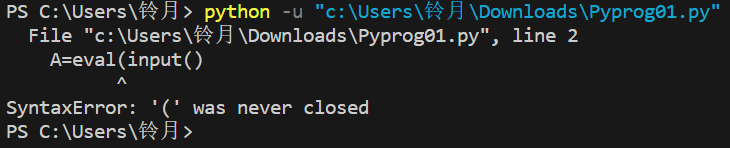 PS C:\Users\铃月> python -u "c:\Users\铃月\Downloads\Pyprog01.py"
  File "c:\Users\铃月\Downloads\Pyprog01.py", line 2
    A=eval(input()
          ^
SyntaxError: '(' was never closed
PS C:\Users\铃月>